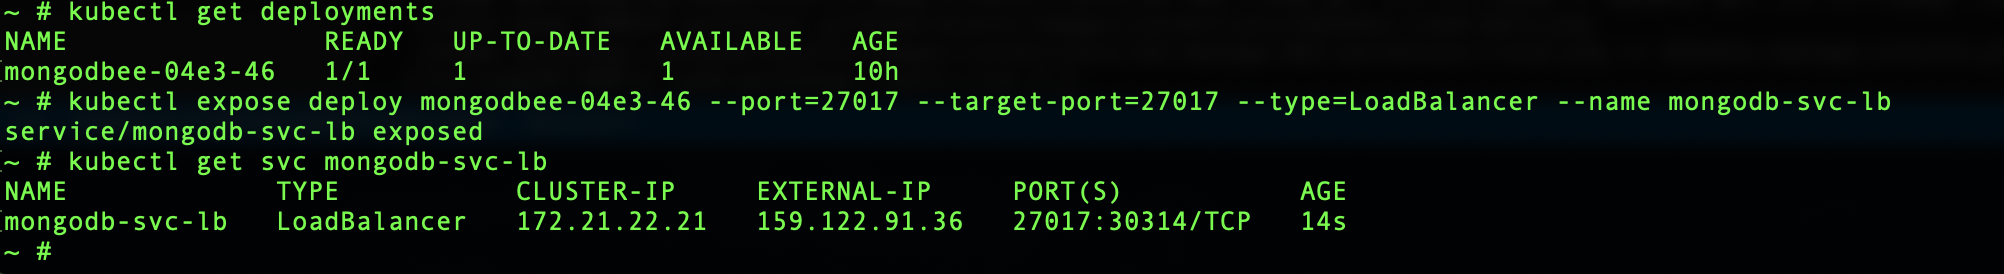 ~ # kubectl get deployments
NAME                READY   UP-TO-DATE   AVAILABLE   AGE
mongodbee-04e3-46   1/1     1            1           10h
~ # kubectl expose deploy mongodbee-04e3-46 --port=27017 --target-port=27017 --type=LoadBalancer --name mongodb-svc-lb
service/mongodb-svc-lb exposed
~ # kubectl get svc mongodb-svc-lb
NAME             TYPE           CLUSTER-IP     EXTERNAL-IP     PORT(S)           AGE
mongodb-svc-lb   LoadBalancer   172.21.22.21   159.122.91.36   27017:30314/TCP   14s
~ #